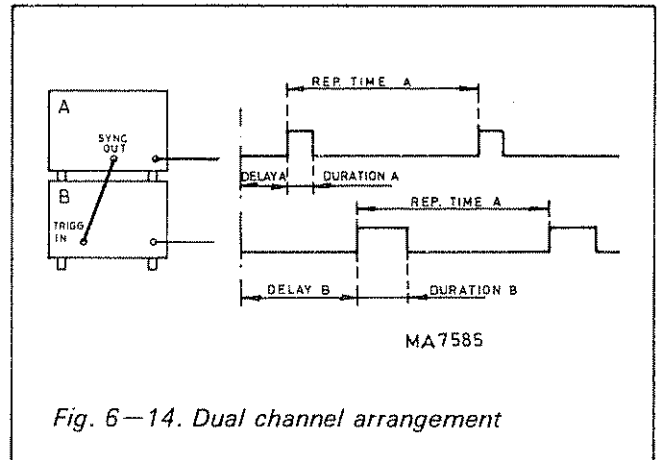 A
SYNC
OUT
B
TRIGG
IN
REP. TIME A
DELAY A
DURATION A
REP. TIME A
DELAY B
DURATION B
MA7585
Fig. 6—14. Dual channel arrangement